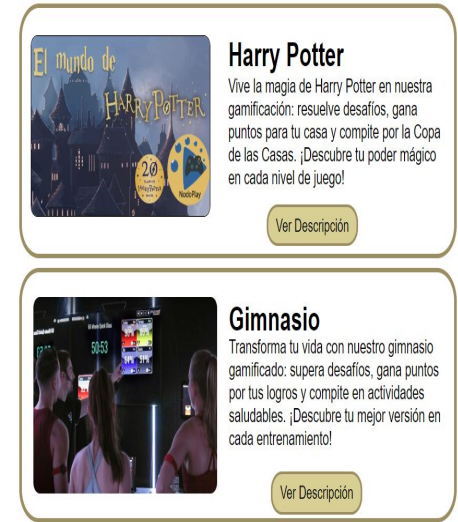 El mundo de
HARRY POTTER
20
NodoPlay
Harry Potter
Vive la magia de Harry Potter en nuestra
gamificación: resuelve desafíos, gana
puntos para tu casa y compite por la Copa
de las Casas. ¡Descubre tu poder mágico
en cada nivel de juego!
Ver Descripción
50:53
Gimnasio
Transforma tu vida con nuestro gimnasio
gamificado: supera desafíos, gana puntos
por tus logros y compite en actividades
saludables. ¡Descubre tu mejor versión en
cada entrenamiento!
Ver Descripción